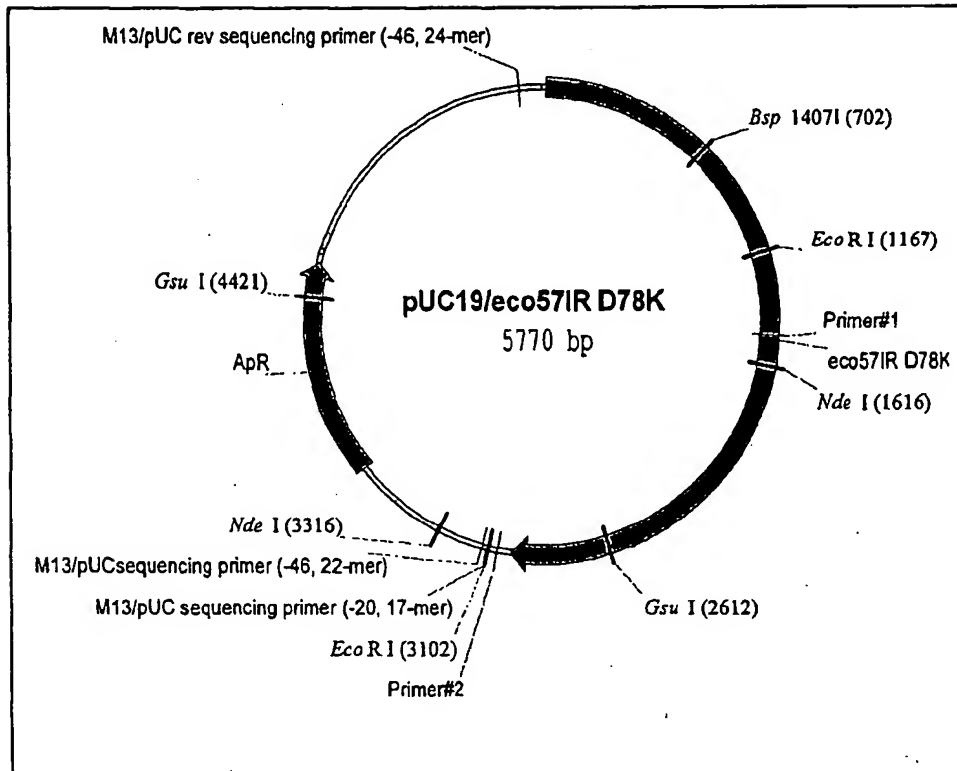 M13/pUC rev sequencing primer (-46, 24-mer)
Bsp 1407I (702)
EcoR I (1167)
Gsu I (4421)
pUC19/eco57IR D78K
5770 bp
Primer#1
eco57IR D78K
ApR
Nde I (1616)
Nde I (3316)
M13/pUCsequencing primer (-46, 22-mer)
M13/pUC sequencing primer (-20, 17-mer)
Gsu I (2612)
EcoR I (3102)
Primer#2